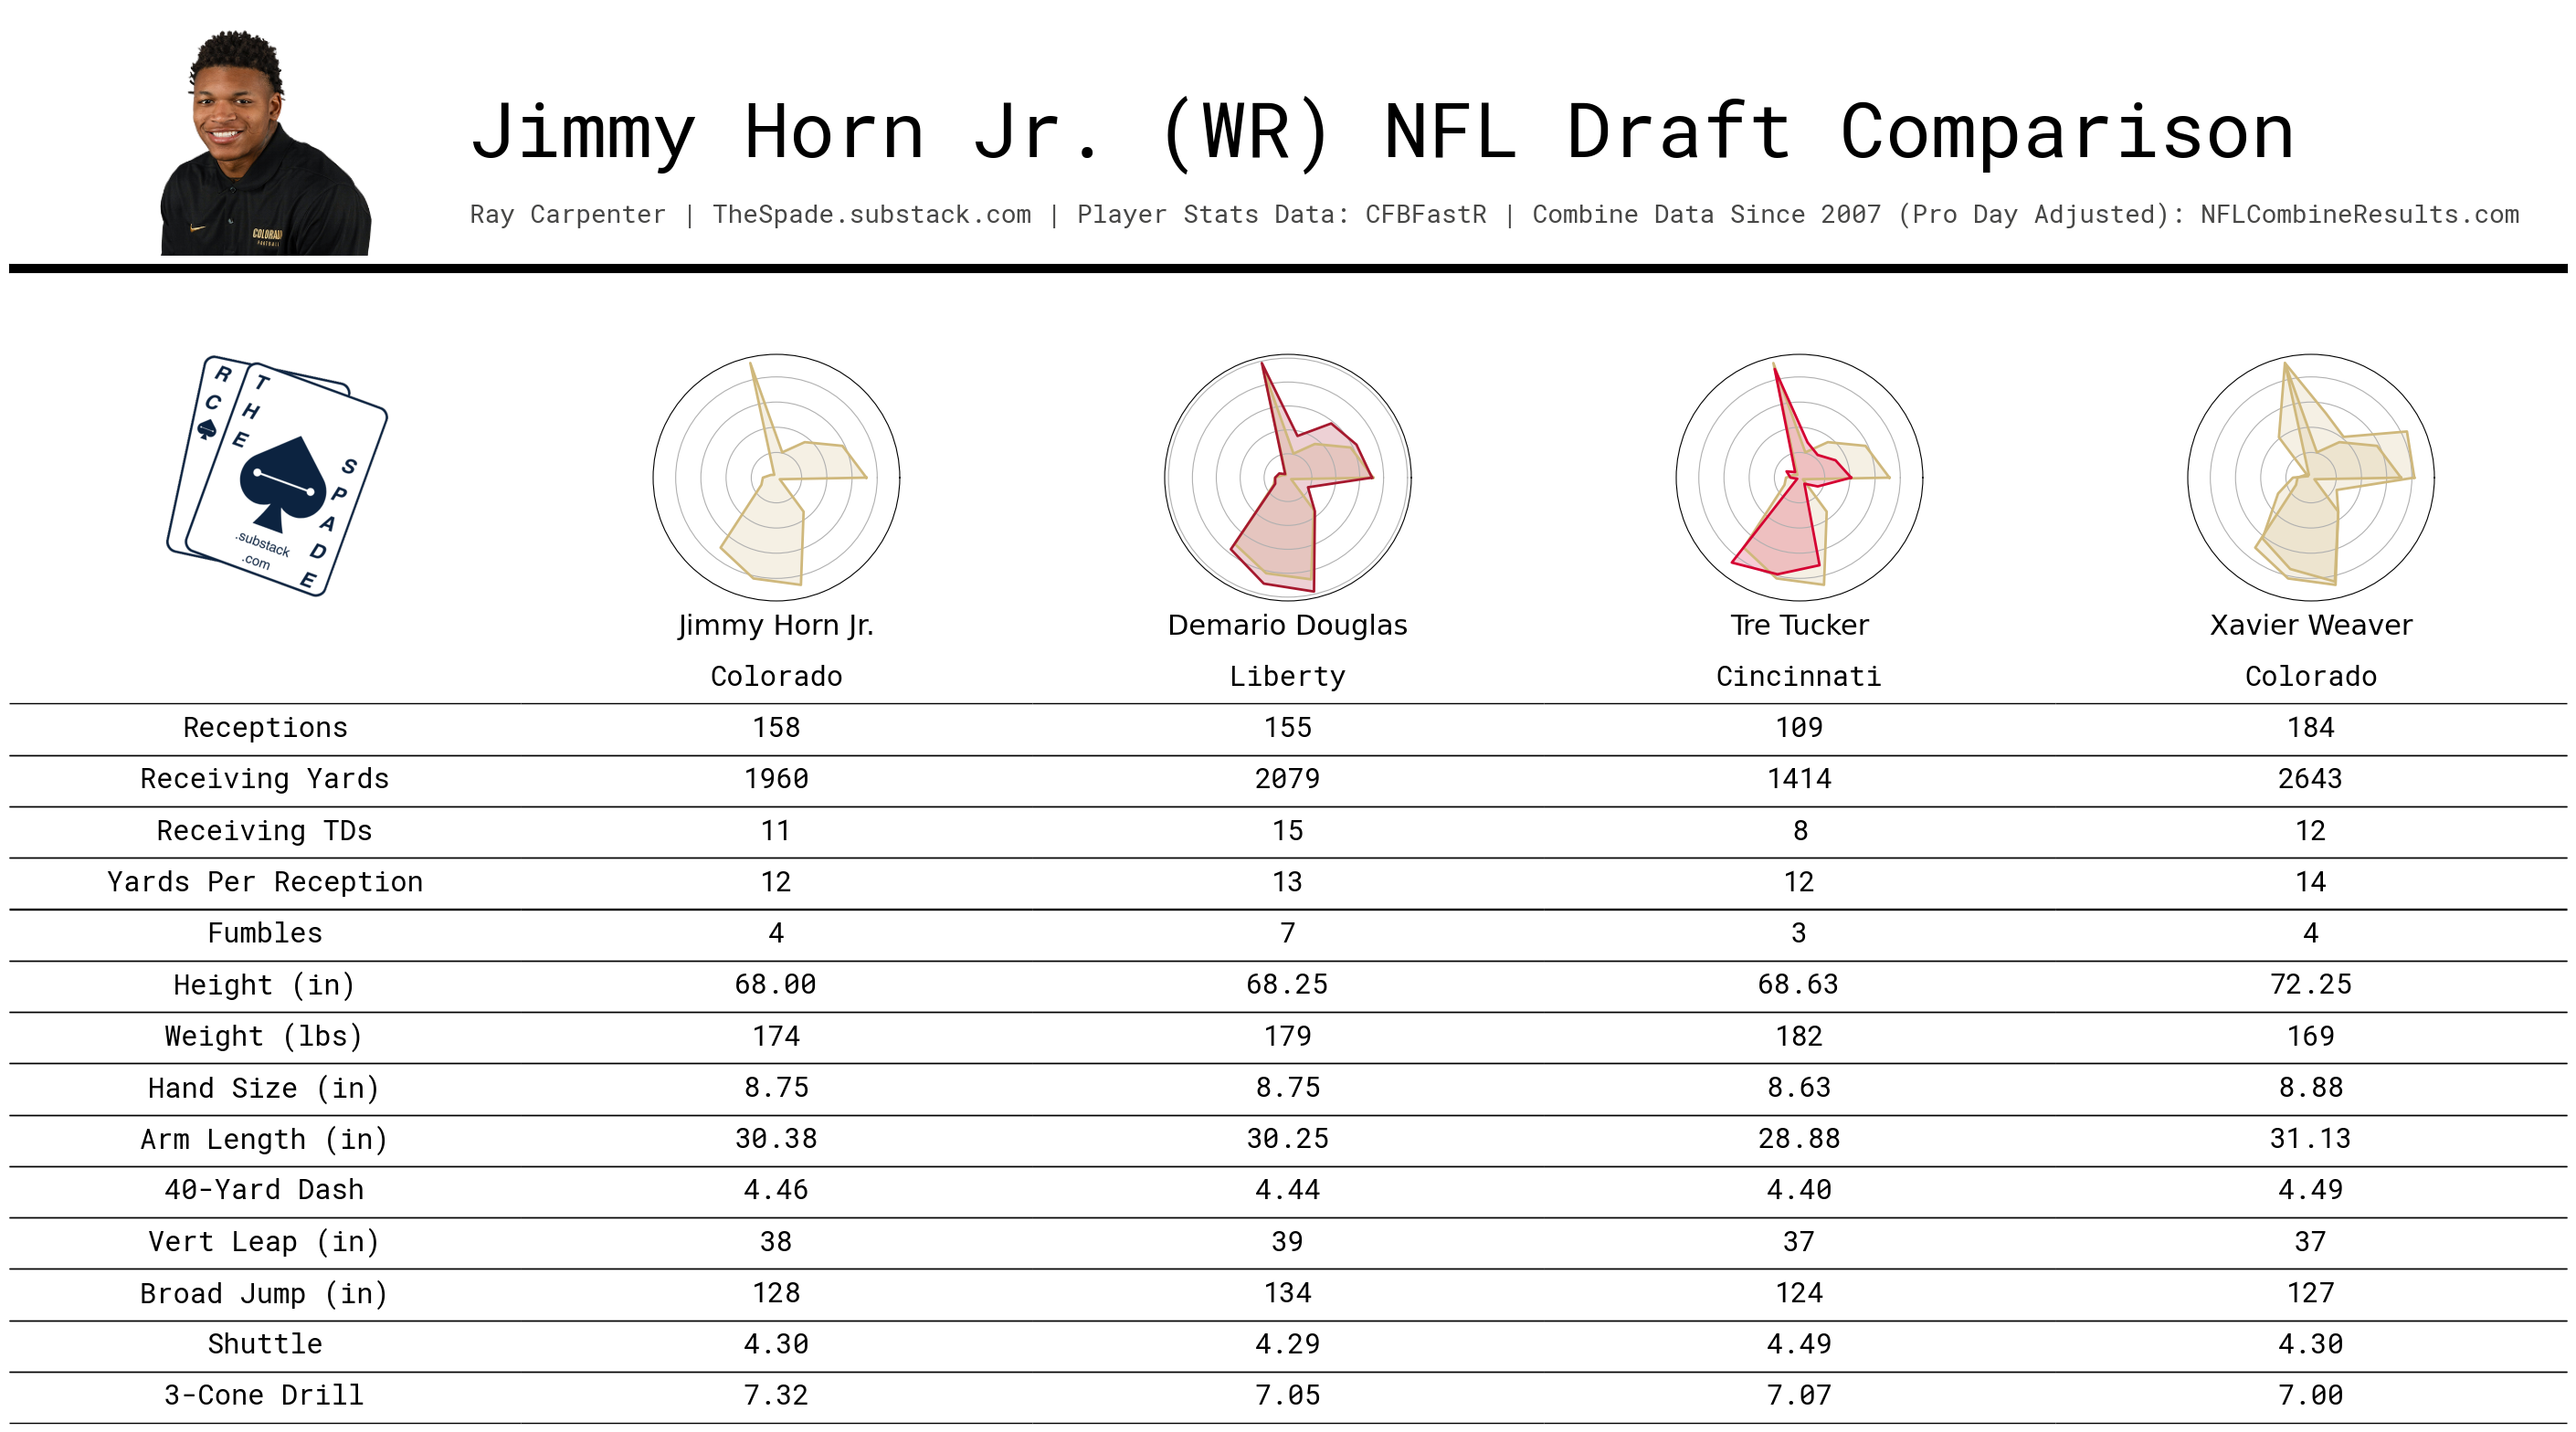 Jimmy Horn Jr. (WR) NFL Draft Comparison
Ray Carpenter | TheSpade.substack.com | Player Stats Data: CFBFastR | Combine Data Since 2007 (Pro Day Adjusted): NFLCombineResults.com
COLORADO
FOOTBALL
RC
THE
SPADE
.substack
.com
Jimmy Horn Jr. Demario Douglas Tre Tucker Xavier Weaver
Colorado Liberty Cincinnati Colorado
Receptions 158 155 109 184
Receiving Yards 1960 2079 1414 2643
Receiving TDs 11 15 8 12
Yards Per Reception 12 13 12 14
Fumbles 4 7 3 4
Height (in) 68.00 68.25 68.63 72.25
Weight (lbs) 174 179 182 169
Hand Size (in) 8.75 8.75 8.63 8.88
Arm Length (in) 30.38 30.25 28.88 31.13
40-Yard Dash 4.46 4.44 4.40 4.49
Vert Leap (in) 38 39 37 37
Broad Jump (in) 128 134 124 127
Shuttle 4.30 4.29 4.49 4.30
3-Cone Drill 7.32 7.05 7.07 7.00